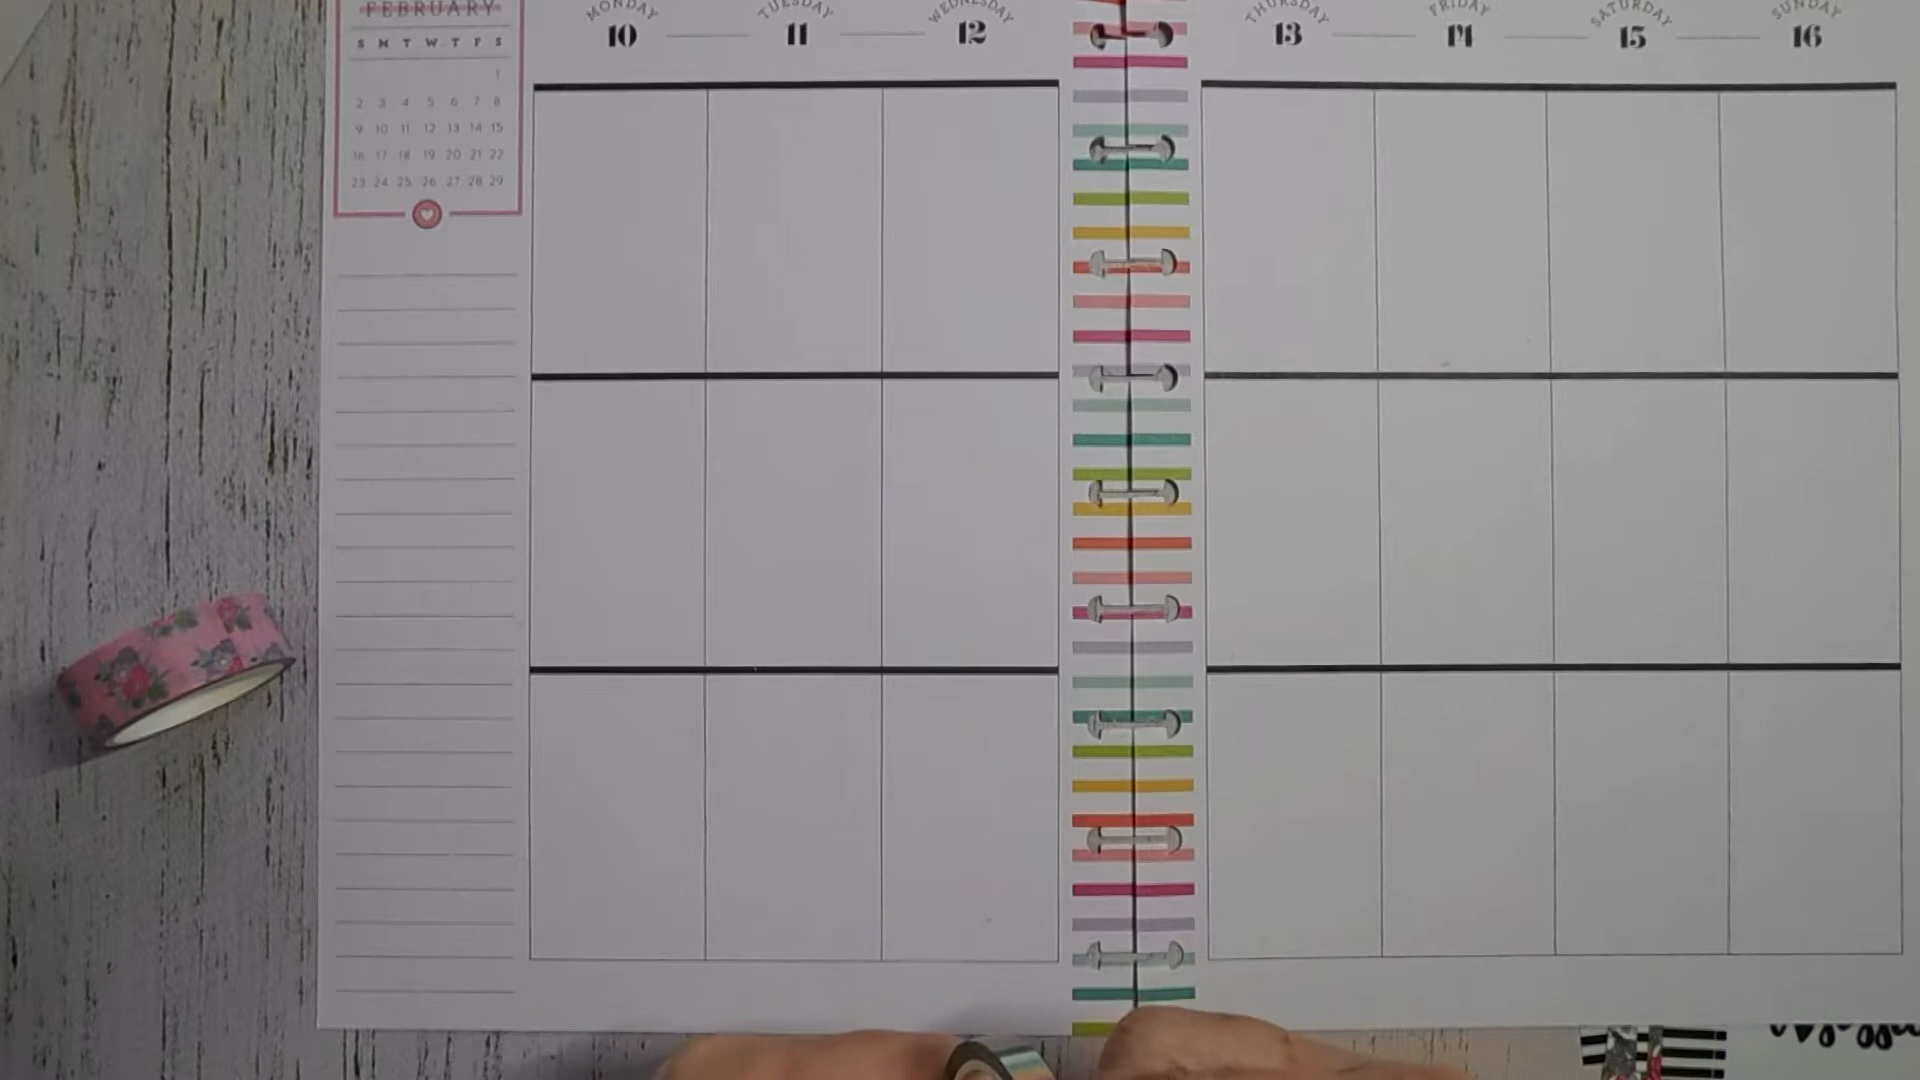 FEBRUARY
S M T W T F S
1
2 3 4 5 6 7 8
9 10 11 12 13 14 15
16 17 18 19 20 21 22
23 24 25 26 27 28 29
MONDAY TUESDAY WEDNESDAY THURSDAY FRIDAY SATURDAY SUNDAY
10 11 12 13 14 15 16